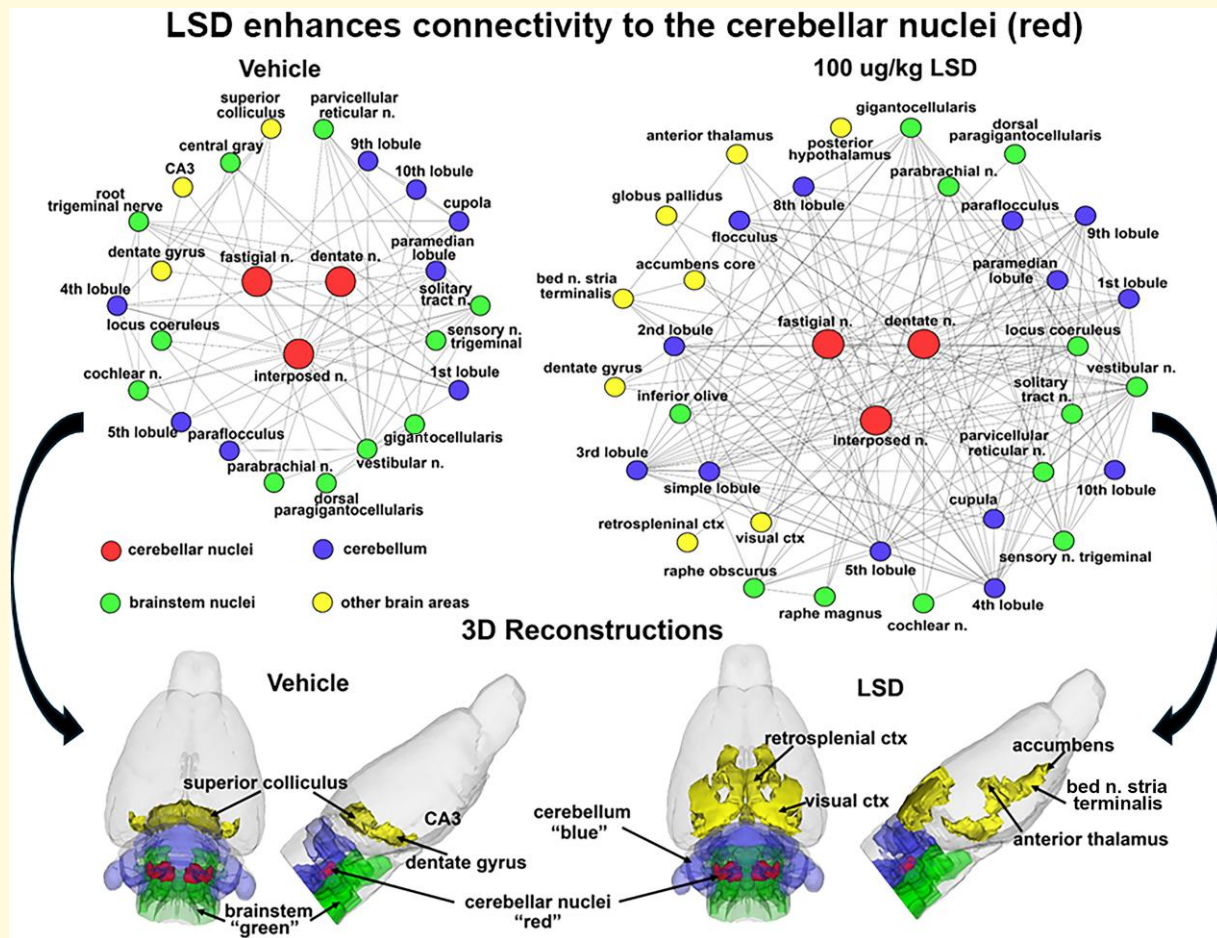 LSD enhances connectivity to the cerebellar nuclei (red)
Vehicle
superior
colliculus
parvicellular
reticular n.
central gray
9th lobule
CA3
10th lobule
root
trigeminal nerve
cupola
dentate gyrus
fastigial n.
dentate n.
paramedian
lobule
4th lobule
solitary
tract n.
locus coeruleus
sensory n.
trigeminal
cochlear n.
interposed n.
1st lobule
5th lobule
paraflocculus
gigantocellularis
parabrachial n.
vestibular n.
dorsal
paragigantocellularis
cerebellar nuclei
cerebellum
brainstem nuclei
other brain areas
100 ug/kg LSD
gigantocellularis
anterior thalamus
posterior
hypothalamus
dorsal
paragigantocellularis
parabrachial n.
globus pallidus
8th lobule
paraflocculus
flocculus
9th lobule
accumbens core
paramedian
lobule
bed n. stria
terminalis
1st lobule
2nd lobule
fastigial n.
dentate n.
locus coeruleus
vestibular n.
dentate gyrus
inferior olive
solitary
tract n.
interposed n.
parvicellular
reticular n.
3rd lobule
simple lobule
10th lobule
cupula
retrospleninal ctx
visual ctx
sensory n. trigeminal
raphe obscurus
5th lobule
raphe magnus
cochlear n.
4th lobule
3D Reconstructions
Vehicle
superior colliculus
CA3
dentate gyrus
brainstem
"green"
cerebellum
"blue"
cerebellar nuclei
"red"
LSD
retrosplenial ctx
visual ctx
accumbens
bed n. stria
terminalis
anterior thalamus